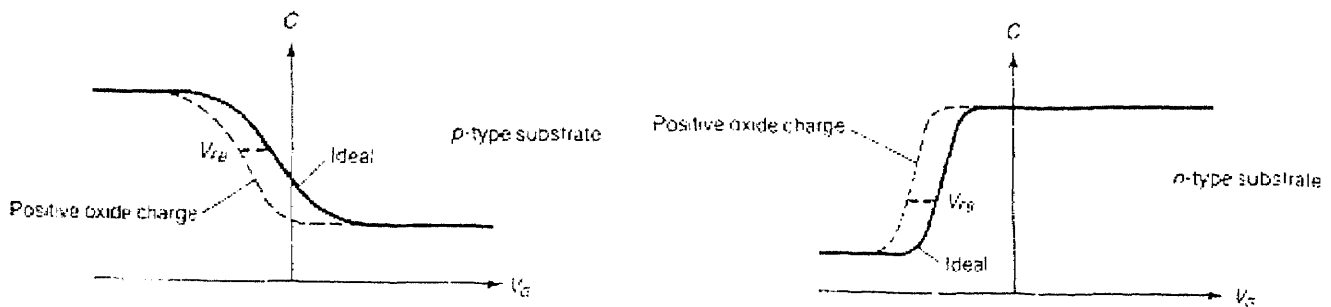 C
p-type substrate
V_FB
Ideal
Positive oxide charge
V_G
C
Positive oxide charge
n-type substrate
V_FB
Ideal
V_G